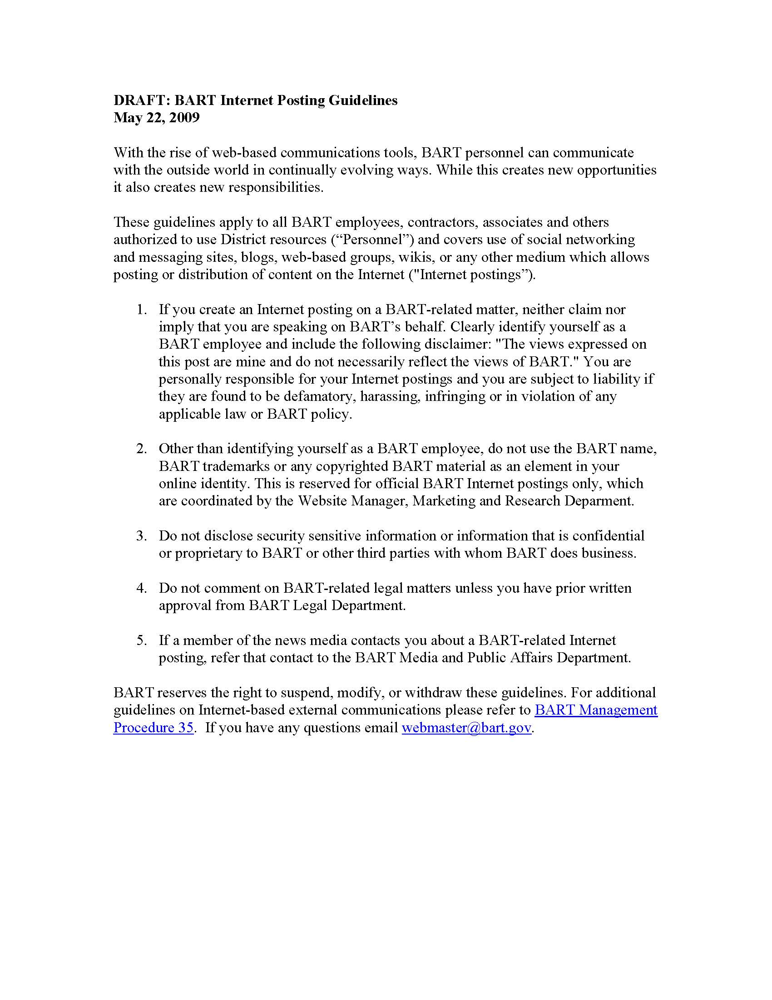 DRAFT: BART Internet Posting Guidelines
May 22, 2009
With the rise of web-based communications tools, BART personnel can communicate
with the outside world in continually evolving ways. While this creates new opportunities
it also creates new responsibilities.
These guidelines apply to all BART employees, contractors, associates and others
authorized to use District resources (“Personnel”) and covers use of social networking
and messaging sites, blogs, web-based groups, wikis, or any other medium which allows
posting or distribution of content on the Internet ("Internet postings”).
1. If you create an Internet posting on a BART-related matter, neither claim nor
imply that you are speaking on BART’s behalf. Clearly identify yourself as a
BART employee and include the following disclaimer: "The views expressed on
this post are mine and do not necessarily reflect the views of BART." You are
personally responsible for your Internet postings and you are subject to liability if
they are found to be defamatory, harassing, infringing or in violation of any
applicable law or BART policy.
2. Other than identifying yourself as a BART employee, do not use the BART name,
BART trademarks or any copyrighted BART material as an element in your
online identity. This is reserved for official BART Internet postings only, which
are coordinated by the Website Manager, Marketing and Research Deparment.
3. Do not disclose security sensitive information or information that is confidential
or proprietary to BART or other third parties with whom BART does business.
4. Do not comment on BART-related legal matters unless you have prior written
approval from BART Legal Department.
5. If a member of the news media contacts you about a BART-related Internet
posting, refer that contact to the BART Media and Public Affairs Department.
BART reserves the right to suspend, modify, or withdraw these guidelines. For additional
guidelines on Internet-based external communications please refer to BART Management
Procedure 35.  If you have any questions email webmaster@bart.gov.